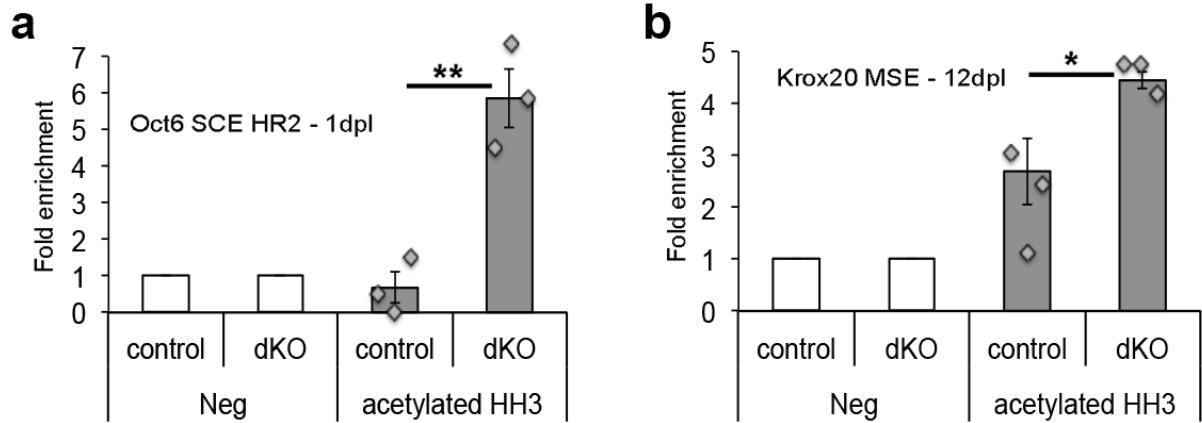 a
Fold enrichment
7
6
5
4
3
2
1
0
Oct6 SCE HR2 - 1dpl
**
control dKO control dKO
Neg acetylated HH3
b
Fold enrichment
5
4
3
2
1
0
Krox20 MSE - 12dpl
*
control dKO control dKO
Neg acetylated HH3